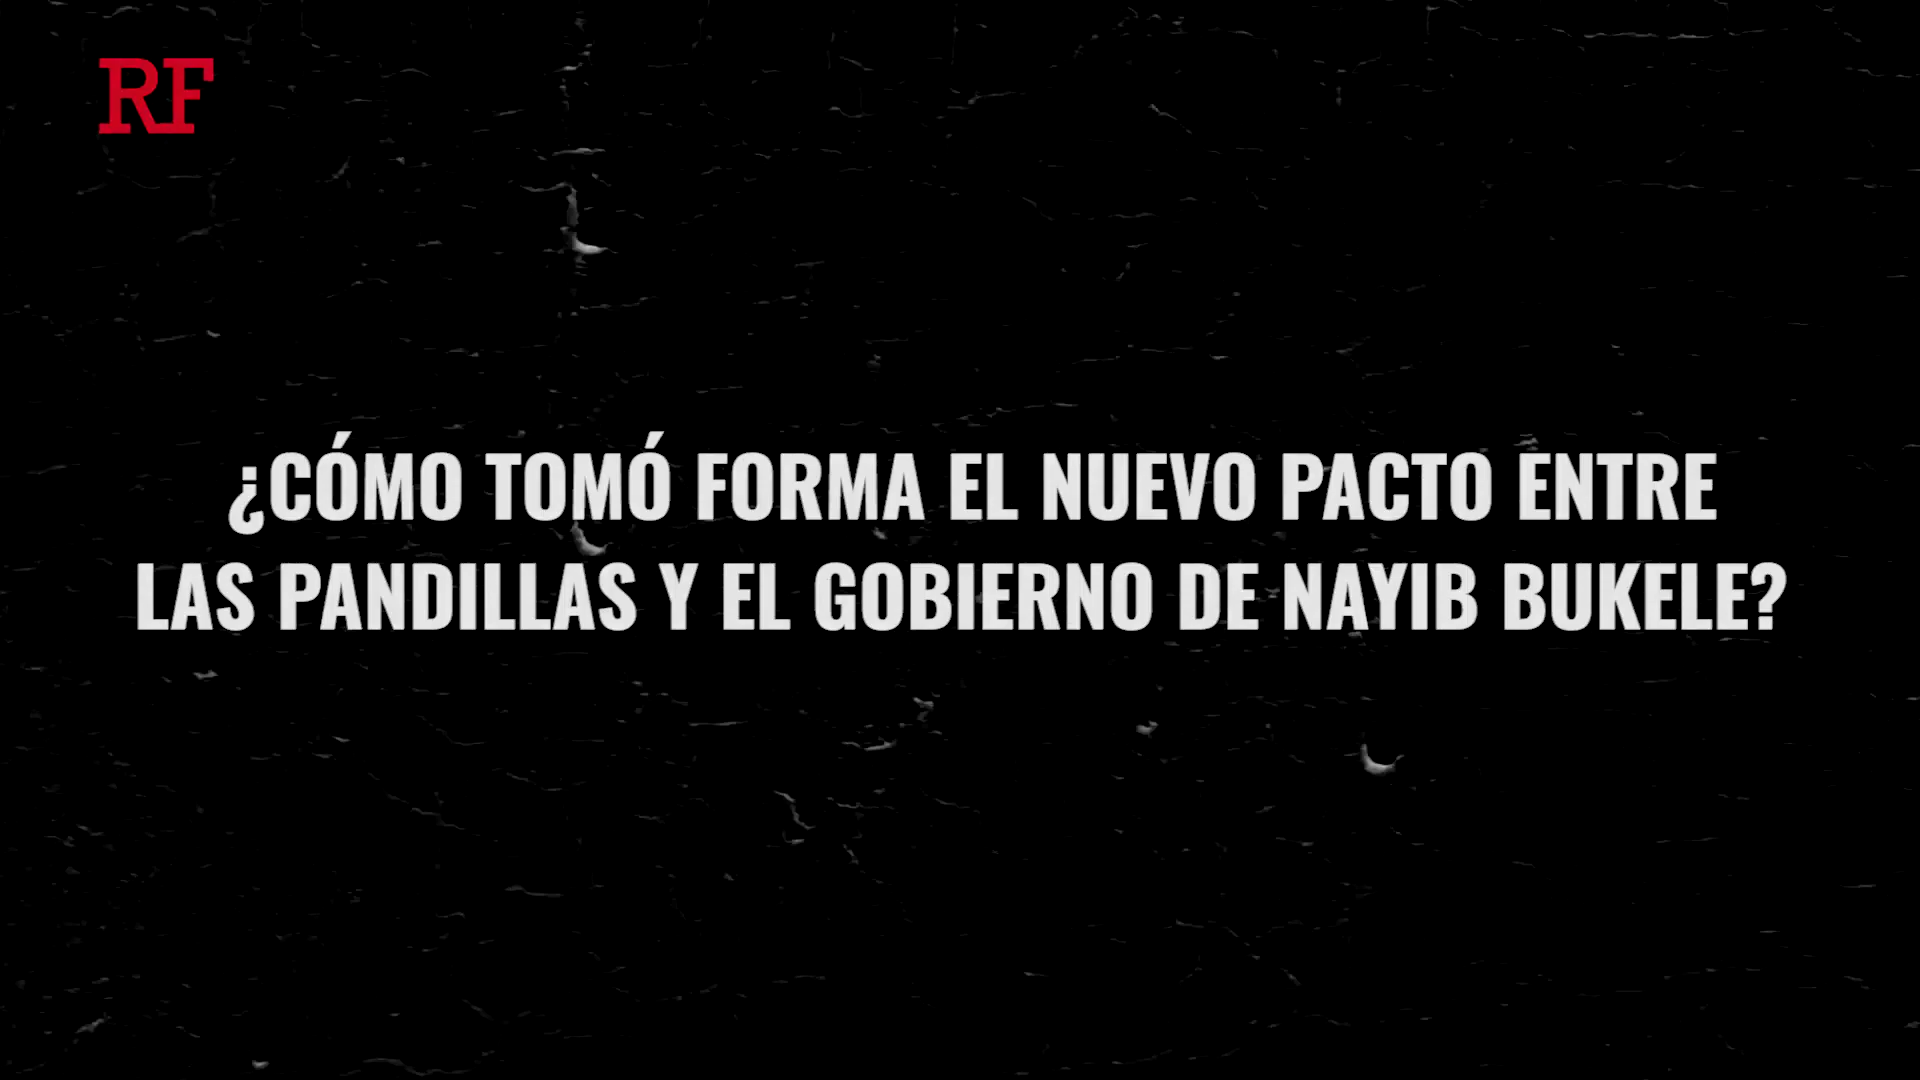 RF
¿CÓMO TOMÓ FORMA EL NUEVO PACTO ENTRE
LAS PANDILLAS Y EL GOBIERNO DE NAYIB BUKELE?